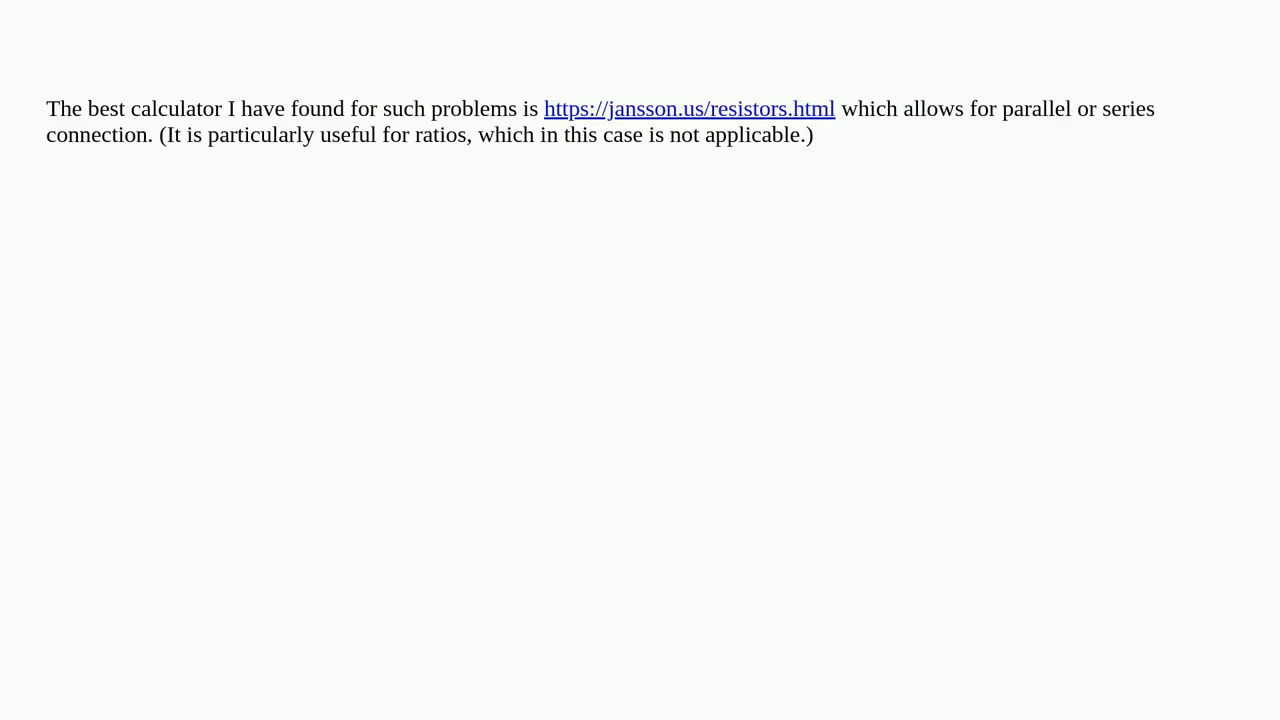 The best calculator I have found for such problems is https://jansson.us/resistors.html which allows for parallel or series
connection. (It is particularly useful for ratios, which in this case is not applicable.)